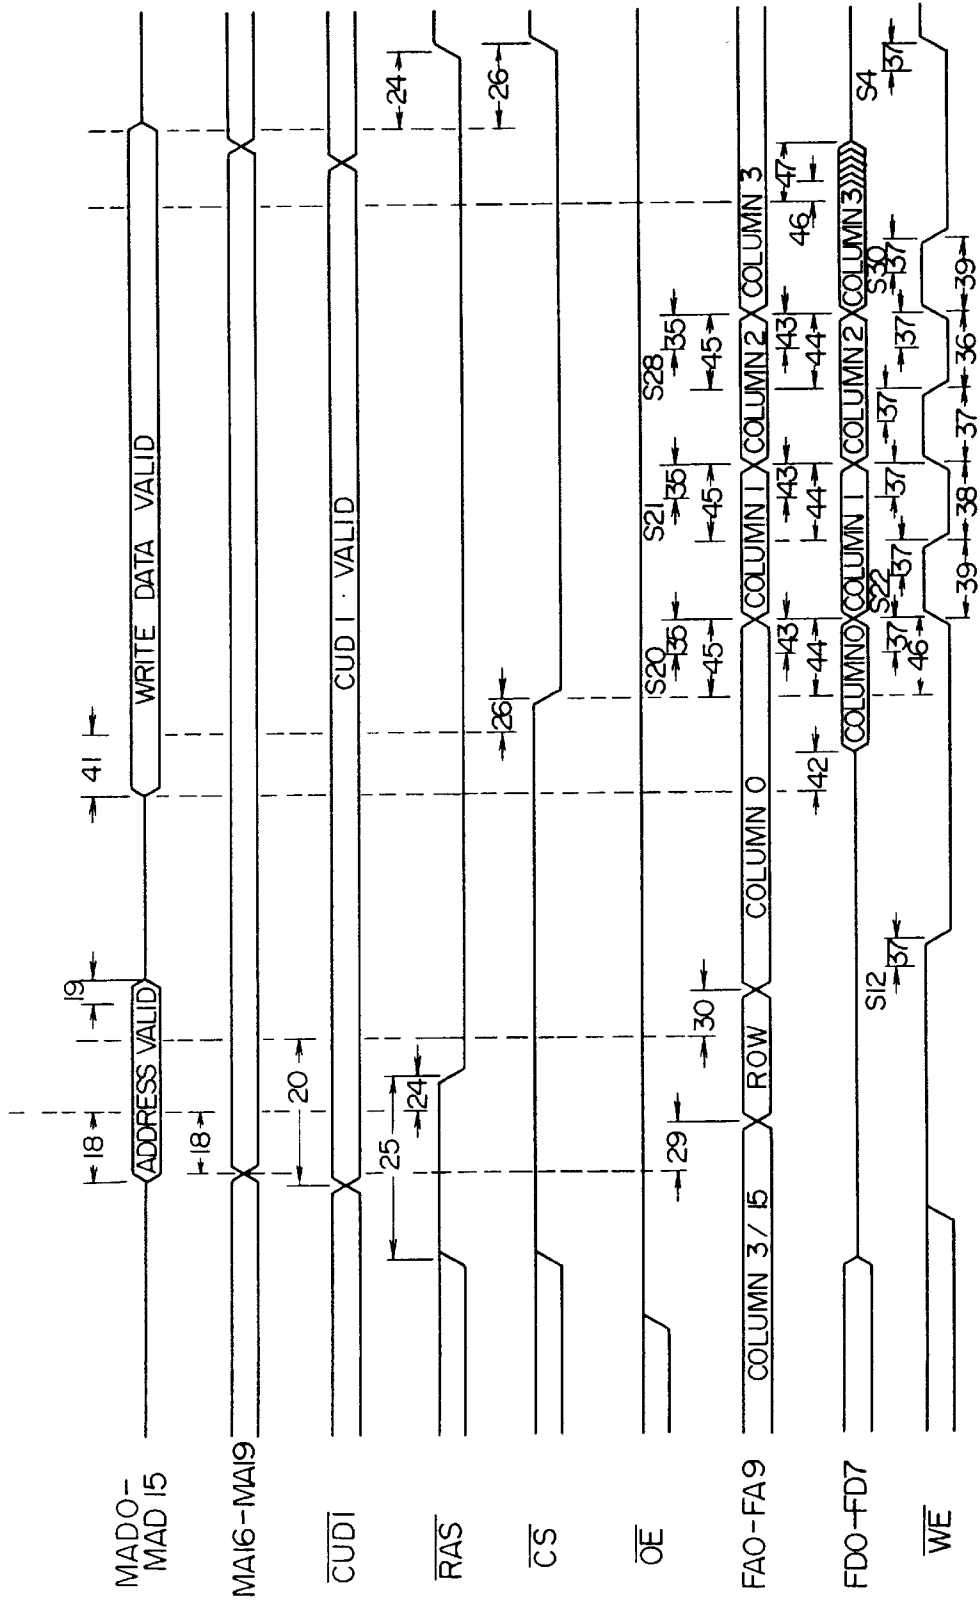 MAD0-
MAD 15
18
ADDRESS VALID
19
41
WRITE DATA VALID
MA16-MA19
18
CUD1
20
CUD 1 · VALID
RAS
25
24
24
CS
26
26
OE
29
30
S20
35
45
S21
35
45
S28
35
45
FA0-FA9
COLUMN 3 / 15
ROW
COLUMN 0
COLUMN 1
COLUMN 2
COLUMN 3
42
43
44
43
44
43
44
46
47
FD0-FD7
COLUMN 0
COLUMN 1
COLUMN 2
COLUMN 3
S12
37
37
46
S22
37
37
37
37
S30
37
S4
37
WE
39
38
37
36
39